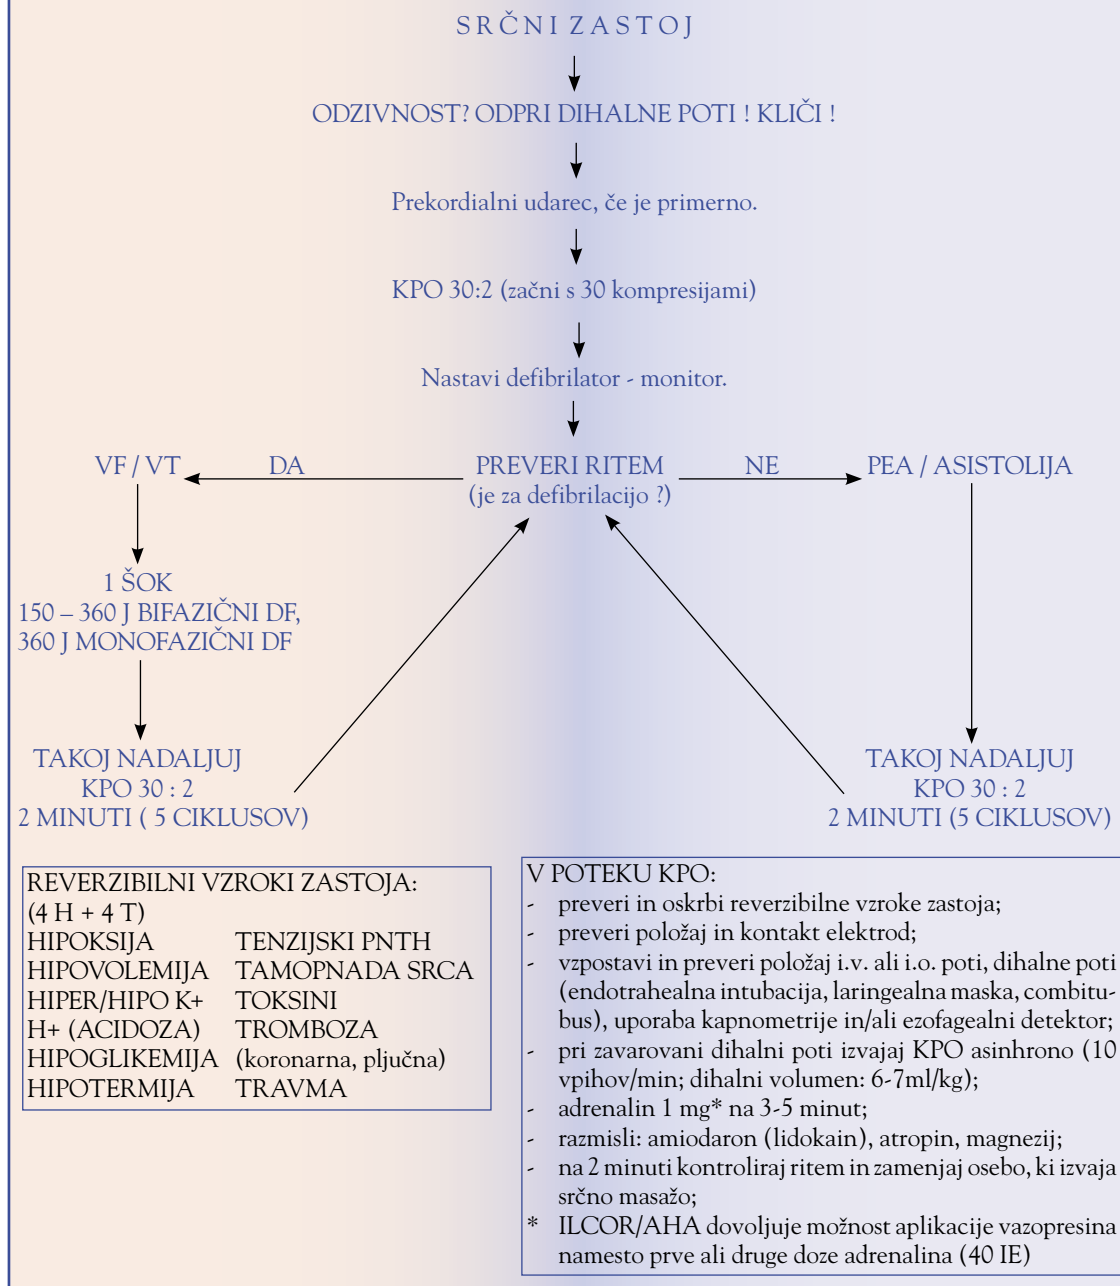 SRČNI ZASTOJ
ODZIVNOST? ODPRI DIHALNE POTI ! KLIČI !
Prekordialni udarec, če je primerno.
KPO 30:2 (začni s 30 kompresijami)
Nastavi defibrilator - monitor.
VF / VT DA PREVERI RITEM NE PEA / ASISTOLIJA
(je za defibrilacijo ?)
1 ŠOK
150 – 360 J BIFAZIČNI DF,
360 J MONOFAZIČNI DF
TAKOJ NADALJUJ
KPO 30 : 2
2 MINUTI ( 5 CIKLUSOV)
TAKOJ NADALJUJ
KPO 30 : 2
2 MINUTI (5 CIKLUSOV)
REVERZIBILNI VZROKI ZASTOJA:
(4 H + 4 T)
HIPOKSIJA TENZIJSKI PNTH
HIPOVOLEMIJA TAMOPNADA SRCA
HIPER/HIPO K+ TOKSINI
H+ (ACIDOZA) TROMBOZA
HIPOGLIKEMIJA (koronarna, pljučna)
HIPOTERMIJA TRAVMA
V POTEKU KPO:
- preveri in oskrbi reverzibilne vzroke zastoja;
- preveri položaj in kontakt elektrod;
- vzpostavi in preveri položaj i.v. ali i.o. poti, dihalne poti
(endotrahealna intubacija, laringealna maska, combitu-
bus), uporaba kapnometrije in/ali ezofagealni detektor;
- pri zavarovani dihalni poti izvajaj KPO asinhrono (10
vpihov/min; dihalni volumen: 6-7ml/kg);
- adrenalin 1 mg* na 3-5 minut;
- razmisli: amiodaron (lidokain), atropin, magnezij;
- na 2 minuti kontroliraj ritem in zamenjaj osebo, ki izvaja
srčno masažo;
* ILCOR/AHA dovoljuje možnost aplikacije vazopresina
namesto prve ali druge doze adrenalina (40 IE)